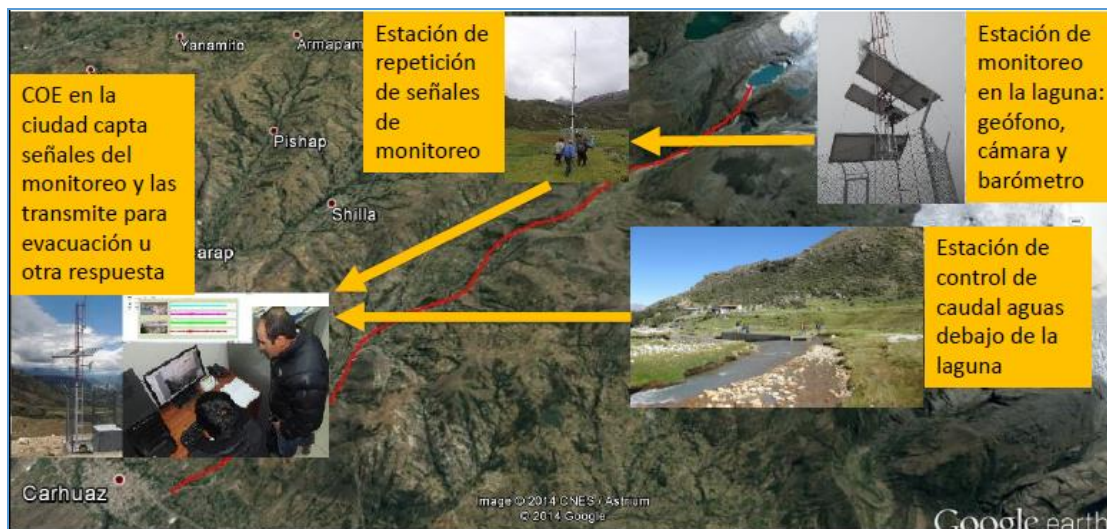 Yanamito
Armapam
Pishap
Shilla
arap
Carhuaz
COE en la
ciudad capta
señales del
monitoreo y las
transmite para
evacuación u
otra respuesta
Estación de
repetición
de señales
de
monitoreo
Estación de
monitoreo
en la laguna:
geófono,
cámara y
barómetro
Estación de
control de
caudal aguas
debajo de la
laguna
mage © 2014 CNES / Astrium
© 2014 Google
Google earth